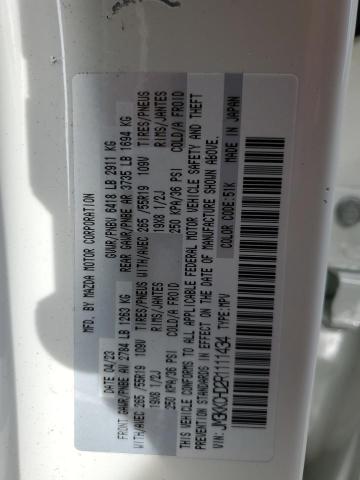 MFD. BY MAZDA MOTOR CORPORATION
DATE 04/23 GVWR/PNBV 6418 LB 2911 KG
FRONT GAWR/PNBE AV 2784 LB 1263 KG REAR GAWR/PNBE AR 3735 LB 1694 KG
WITH/AVEC 265 /55R19 109V TIRES/PNEUS WITH/AVEC 265 /55R19 109V TIRES/PNEUS
19X8 1/2J RIMS/JANTES 19X8 1/2J RIMS/JANTES
250 KPA/36 PSI COLD/A FROID 250 KPA/36 PSI COLD/A FROID
THIS VEHICLE CONFORMS TO ALL APPLICABLE FEDERAL MOTOR VEHICLE SAFETY AND THEFT
PREVENTION STANDARDS IN EFFECT ON THE DATE OF MANUFACTURE SHOWN ABOVE.
MADE IN JAPAN
TYPE:MPV COLOR CODE:51K